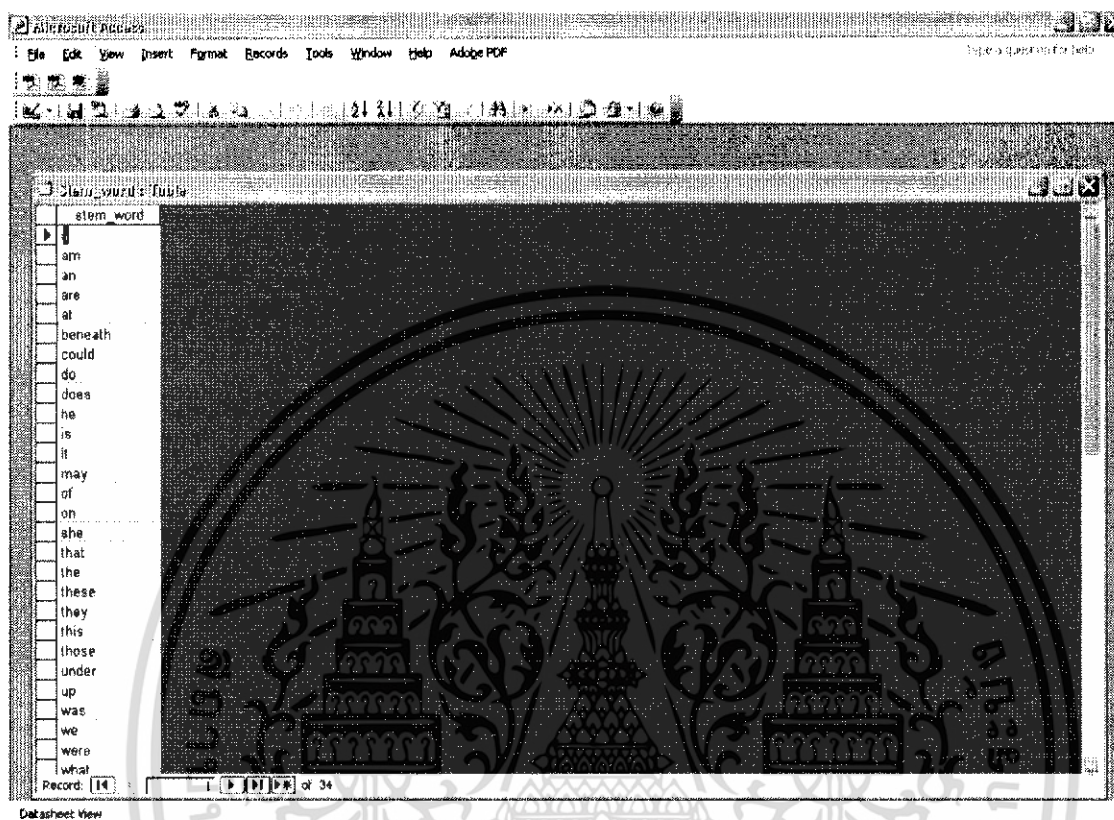 Microsoft Access
File Edit View Insert Format Records Tools Window Help Adobe PDF
Type a question for help
Stem_word : Table
stem_word
am
an
are
at
beneath
could
do
does
he
is
it
may
of
on
she
that
the
these
they
this
those
under
up
was
we
were
what
Record: 1 of 34
Datasheet View